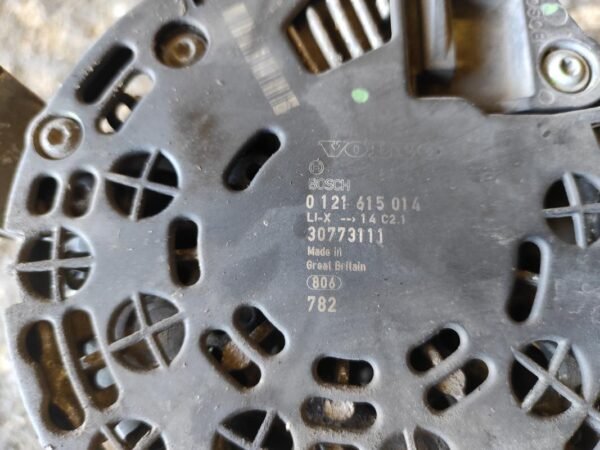 VOLVO
BOSCH
0 121 615 014
LI-X --› 14 C2.1
30773111
Made in
Great Britain
806
782